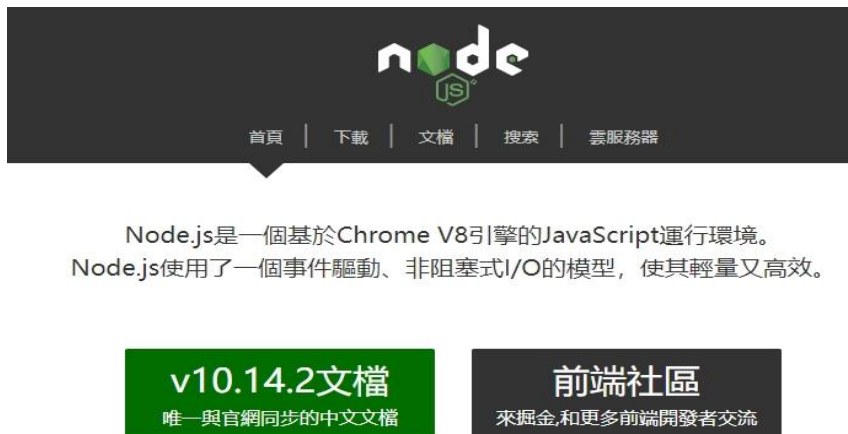 node
JS
首頁 | 下載 | 文檔 | 搜索 | 雲服務器
Node.js是一個基於Chrome V8引擎的JavaScript運行環境。
Node.js使用了一個事件驅動、非阻塞式I/O的模型，使其輕量又高效。
v10.14.2文檔
唯一與官網同步的中文文檔
前端社區
來掘金,和更多前端開發者交流